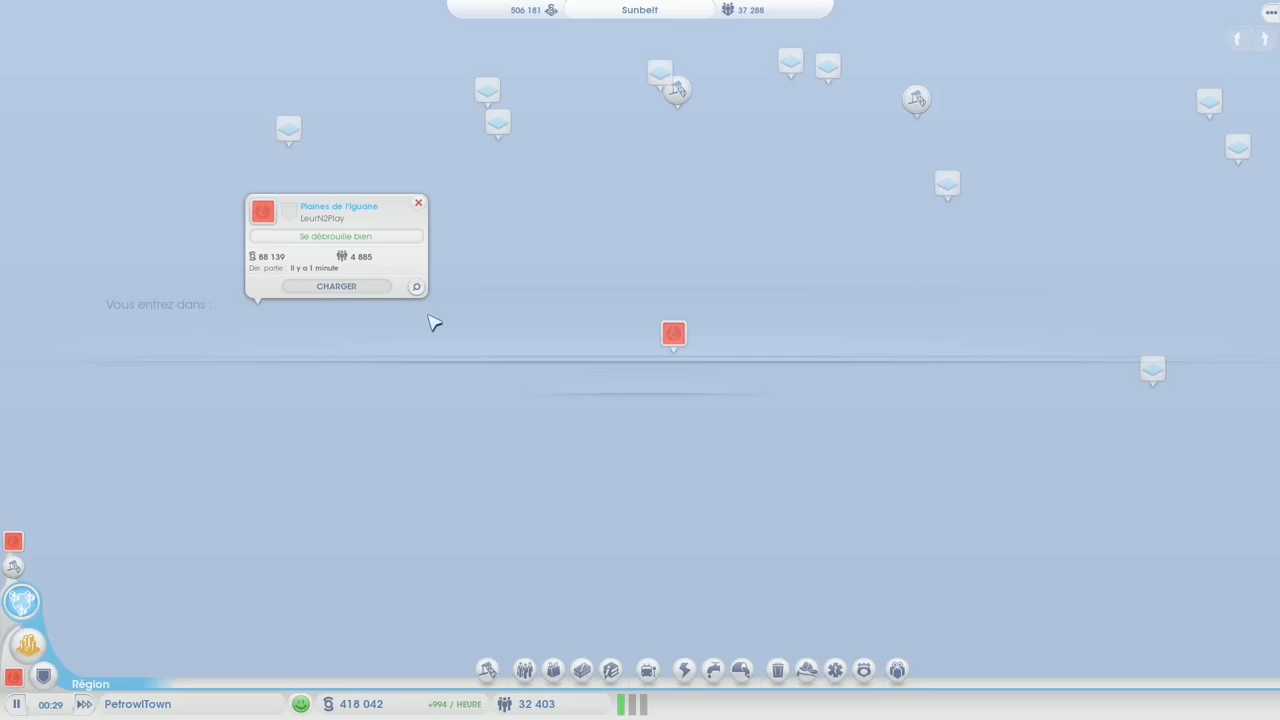 506 181
Sunbelt
37 288
Plaines de l'Iguane
LeurN2Play
Se débrouille bien
88 139
4 885
Der. partie : Il y a 1 minute
CHARGER
Vous entrez dans :
Région
00:29
PetrowlTown
418 042
+994 / HEURE
32 403